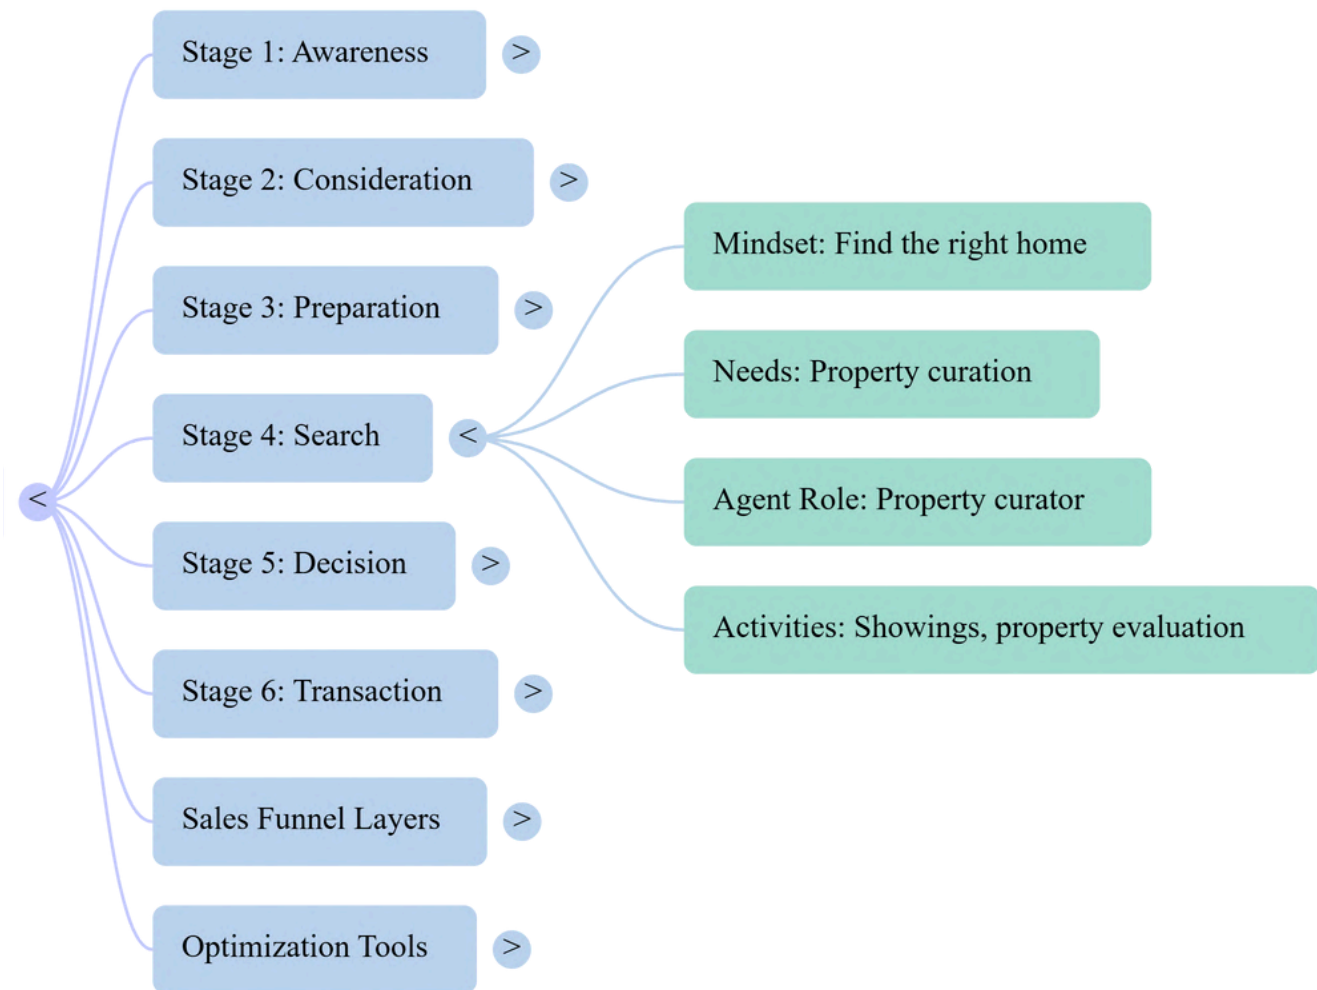 Stage 1: Awareness
>
Stage 2: Consideration
>
Stage 3: Preparation
>
Stage 4: Search
<
Mindset: Find the right home
Needs: Property curation
Agent Role: Property curator
Activities: Showings, property evaluation
<
Stage 5: Decision
>
Stage 6: Transaction
>
Sales Funnel Layers
>
Optimization Tools
>